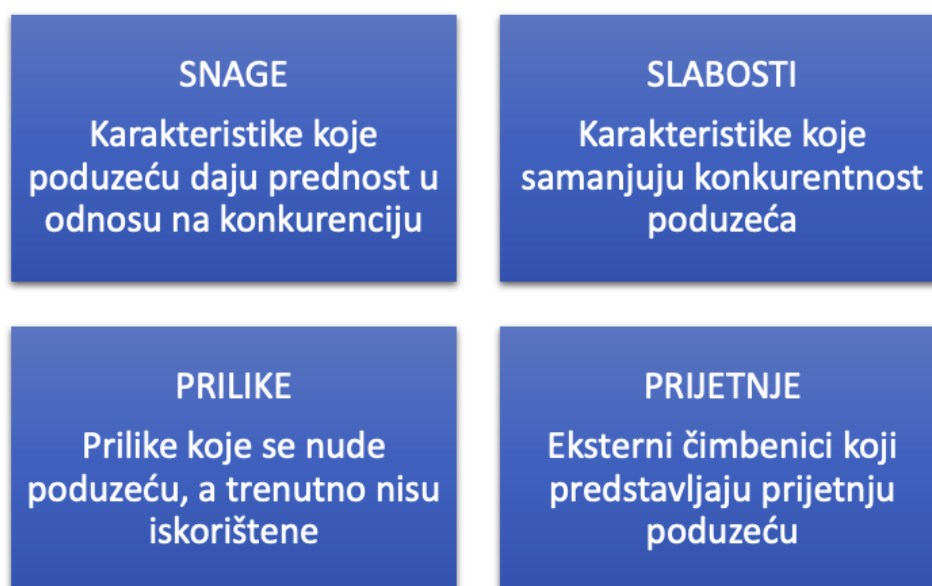 SNAGE
Karakteristike koje
poduzeću daju prednost u
odnosu na konkurenciju
SLABOSTI
Karakteristike koje
samanjuju konkurentnost
poduzeća
PRILIKE
Prilike koje se nude
poduzeću, a trenutno nisu
iskorištene
PRIJETNJE
Eksterni čimbenici koji
predstavljaju prijetnju
poduzeću